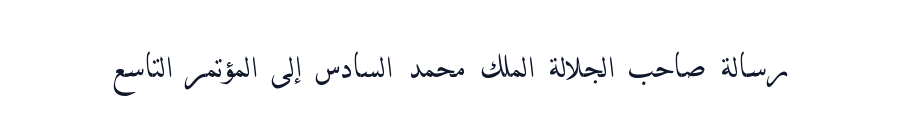 رسالة صاحب الجلالة الملك محمد السادس إلى المؤتمر التاسع